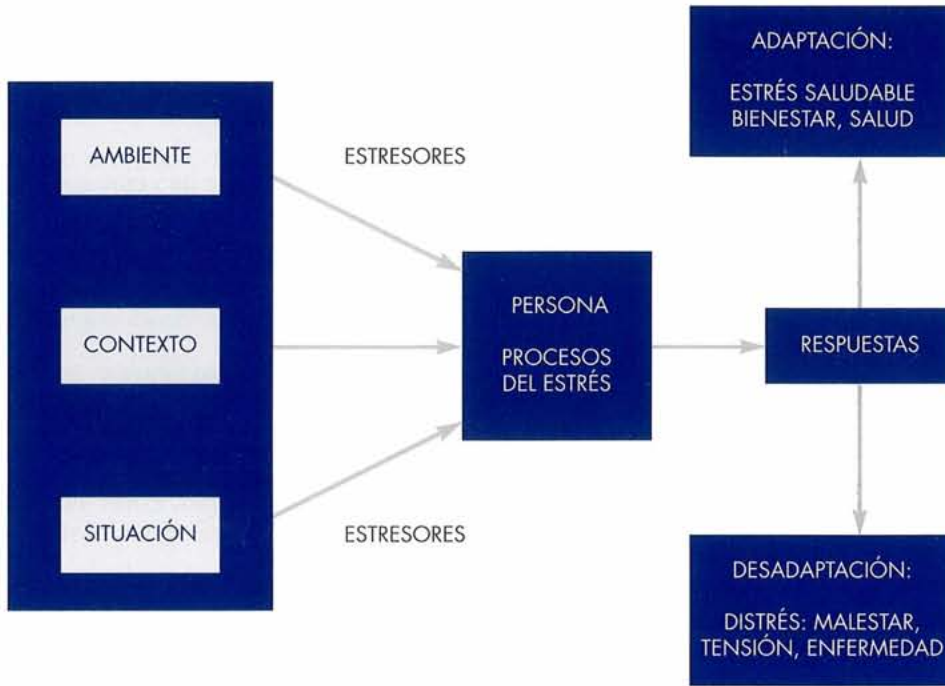 AMBIENTE
CONTEXTO
SITUACIÓN
ESTRESORES
ESTRESORES
PERSONA
PROCESOS
DEL ESTRÉS
RESPUESTAS
ADAPTACIÓN:
ESTRÉS SALUDABLE
BIENESTAR, SALUD
DESADAPTACIÓN:
DISTRÉS: MALESTAR,
TENSIÓN, ENFERMEDAD